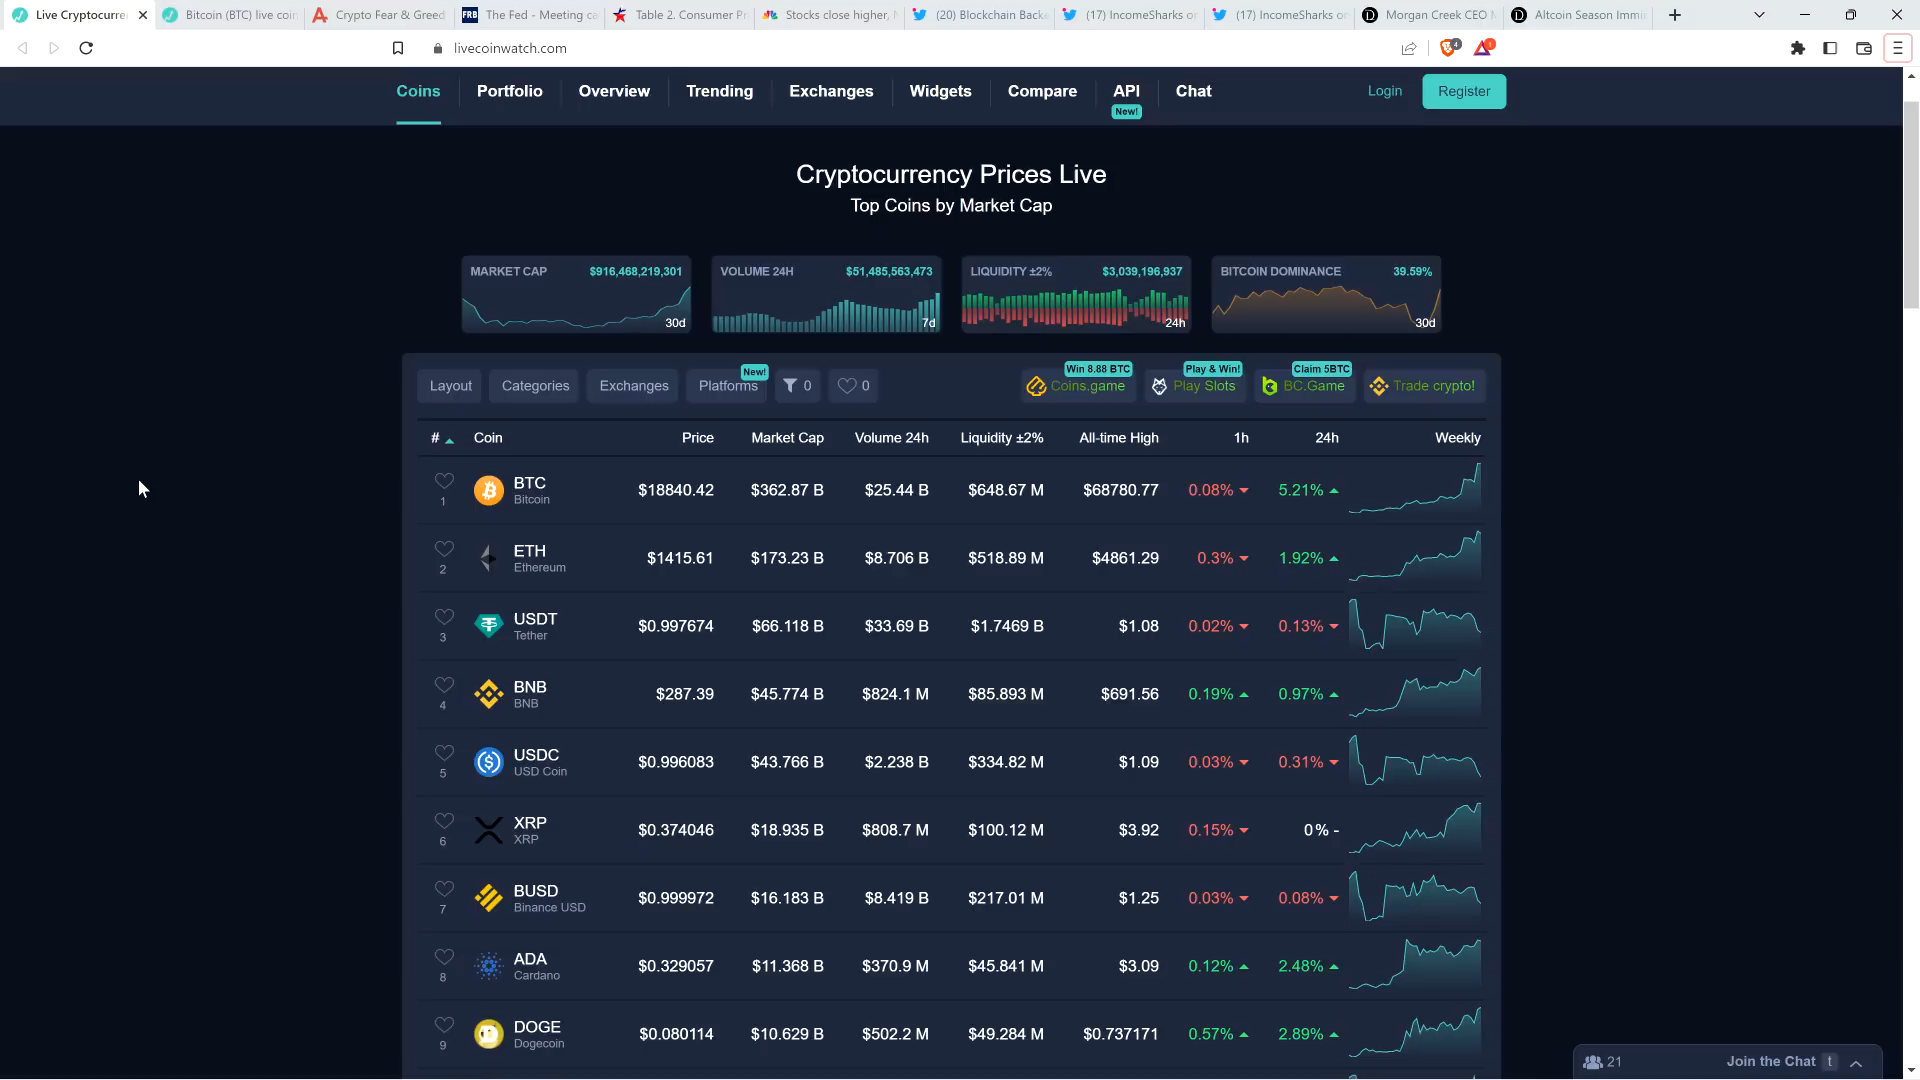 Live Cryptocurre
Bitcoin (BTC) live coin
Crypto Fear & Greed
FRB The Fed - Meeting ca
Table 2. Consumer Pr
Stocks close higher, N
(20) Blockchain Backe
(17) IncomeSharks on
(17) IncomeSharks on
Morgan Creek CEO M
Altcoin Season Immi
livecoinwatch.com
4
1
Coins
Portfolio
Overview
Trending
Exchanges
Widgets
Compare
API
New!
Chat
Login
Register
Cryptocurrency Prices Live
Top Coins by Market Cap
MARKET CAP $916,468,219,301
30d
VOLUME 24H $51,485,563,473
7d
LIQUIDITY ±2% $3,039,196,937
24h
BITCOIN DOMINANCE 39.59%
30d
Layout
Categories
Exchanges
Platforms
New!
0
0
Win 8.88 BTC
Coins.game
Play & Win!
Play Slots
Claim 5BTC
BC.Game
Trade crypto!
# Coin Price Market Cap Volume 24h Liquidity ±2% All-time High 1h 24h Weekly
1 BTC Bitcoin $18840.42 $362.87 B $25.44 B $648.67 M $68780.77 0.08% 5.21%
2 ETH Ethereum $1415.61 $173.23 B $8.706 B $518.89 M $4861.29 0.3% 1.92%
3 USDT Tether $0.997674 $66.118 B $33.69 B $1.7469 B $1.08 0.02% 0.13%
4 BNB BNB $287.39 $45.774 B $824.1 M $85.893 M $691.56 0.19% 0.97%
5 USDC USD Coin $0.996083 $43.766 B $2.238 B $334.82 M $1.09 0.03% 0.31%
6 XRP XRP $0.374046 $18.935 B $808.7 M $100.12 M $3.92 0.15% 0% -
7 BUSD Binance USD $0.999972 $16.183 B $8.419 B $217.01 M $1.25 0.03% 0.08%
8 ADA Cardano $0.329057 $11.368 B $370.9 M $45.841 M $3.09 0.12% 2.48%
9 DOGE Dogecoin $0.080114 $10.629 B $502.2 M $49.284 M $0.737171 0.57% 2.89%
21 Join the Chat t